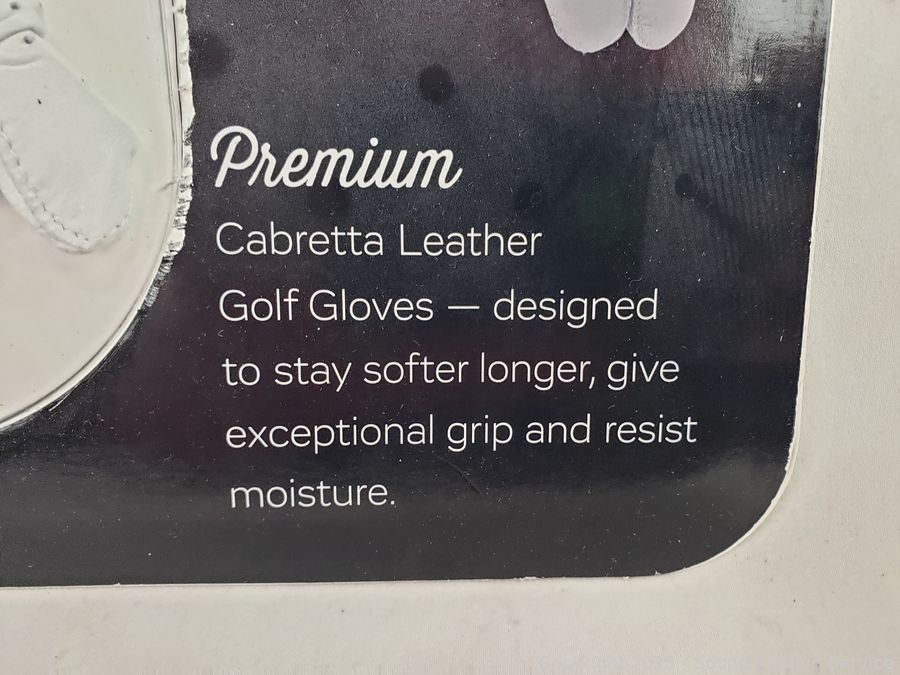 Premium
Cabretta Leather
Golf Gloves — designed
to stay softer longer, give
exceptional grip and resist
moisture.